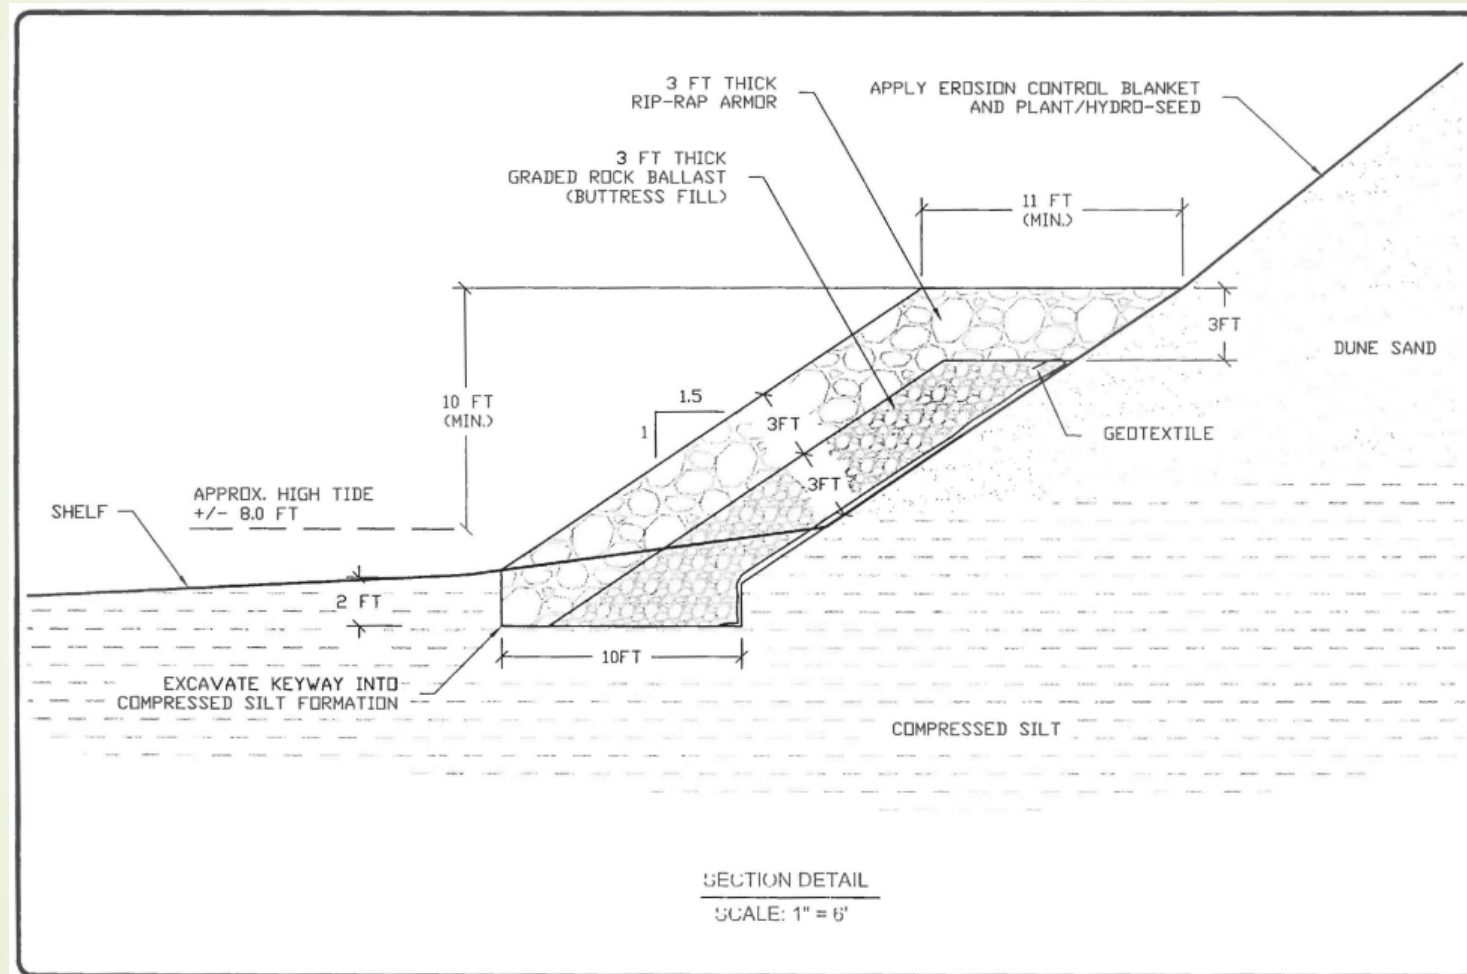 3 FT THICK
RIP-RAP ARMOR
APPLY EROSION CONTROL BLANKET
AND PLANT/HYDRO-SEED
3 FT THICK
GRADED ROCK BALLAST
(BUTTRESS FILL)
11 FT
(MIN.)
3FT
DUNE SAND
10 FT
(MIN.)
1.5
1
3FT
GEOTEXTILE
3FT
APPROX. HIGH TIDE
+/- 8.0 FT
SHELF
2 FT
10FT
EXCAVATE KEYWAY INTO
COMPRESSED SILT FORMATION
COMPRESSED SILT
SECTION DETAIL
SCALE: 1" = 6'